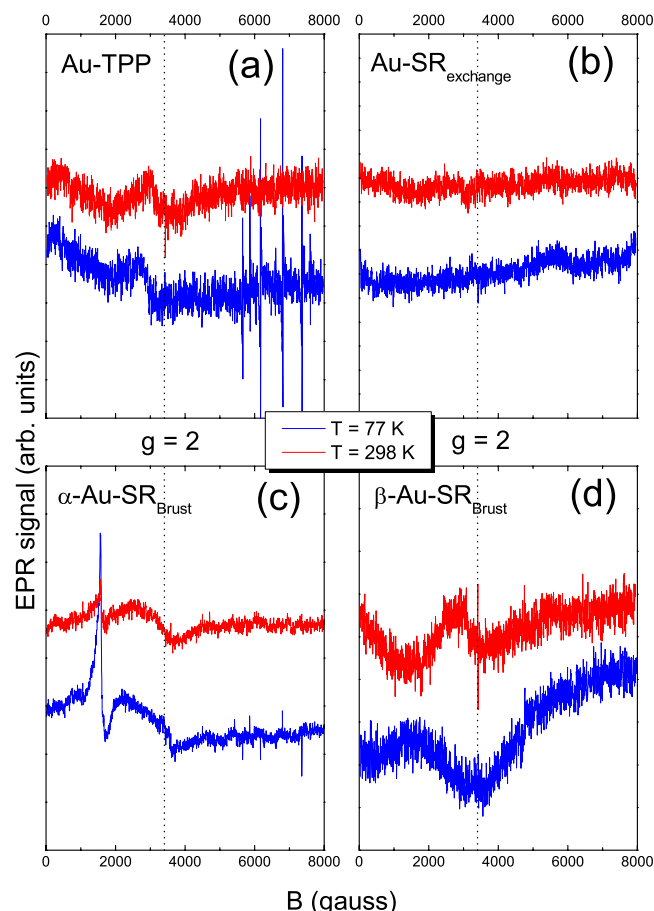 0 2000 4000 6000 8000 0 2000 4000 6000 8000
Au-TPP (a)
Au-SRexchange (b)
EPR signal (arb. units)
g = 2
T = 77 K
T = 298 K
g = 2
α-Au-SRBrust (c)
β-Au-SRBrust (d)
0 2000 4000 6000 8000 0 2000 4000 6000 8000
B (gauss)